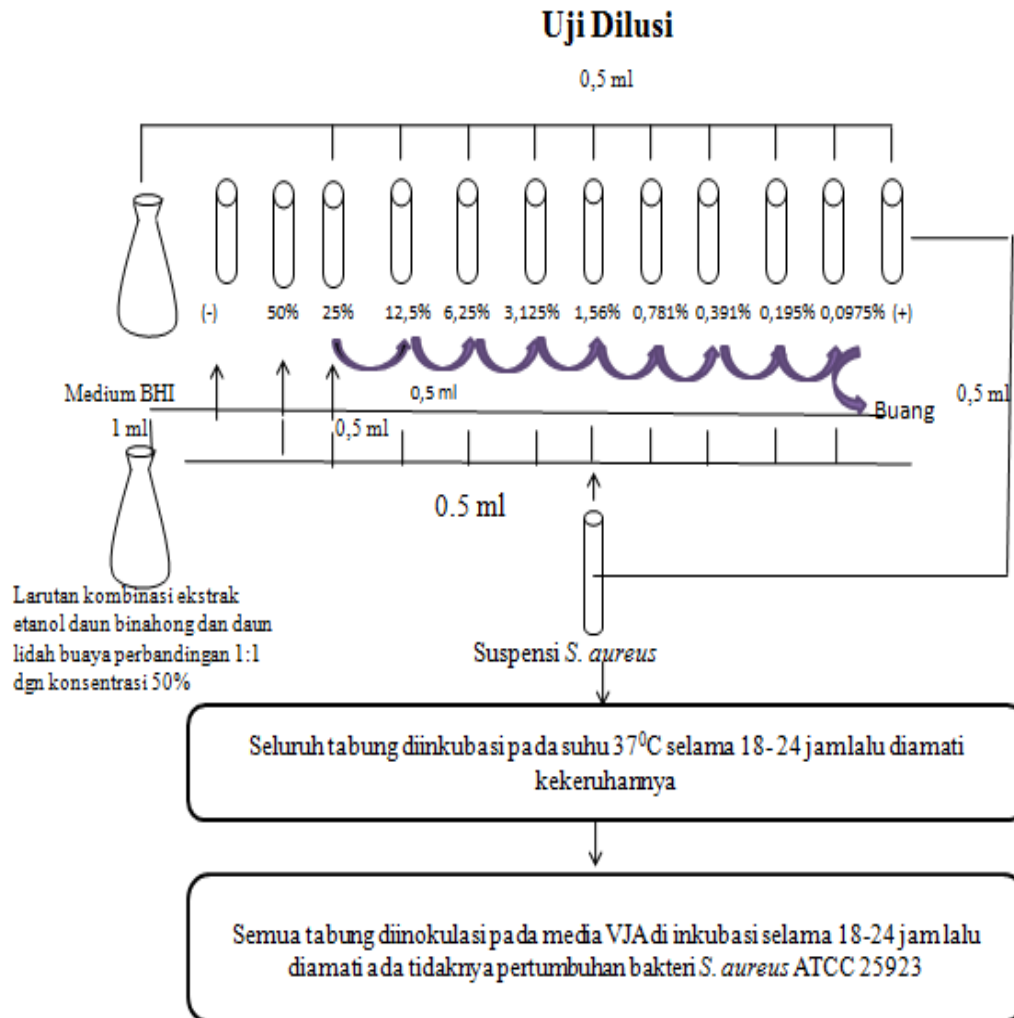 Uji Dilusi
0,5 ml
(-) 50% 25% 12,5% 6,25% 3,125% 1,56% 0,781% 0,391% 0,195% 0,0975% (+)
Medium BHI
0,5 ml
Buang
0,5 ml
1 ml
0,5 ml
0.5 ml
Larutan kombinasi ekstrak
etanol daun binahong dan daun
lidah buaya perbandingan 1:1
dgn konsentrasi 50%
Suspensi S. aureus
Seluruh tabung diinkubasi pada suhu 37⁰C selama 18-24 jam lalu diamati
kekeruhannya
Semua tabung diinokulasi pada media VJA di inkubasi selama 18-24 jam lalu
diamati ada tidaknya pertumbuhan bakteri S. aureus ATCC 25923